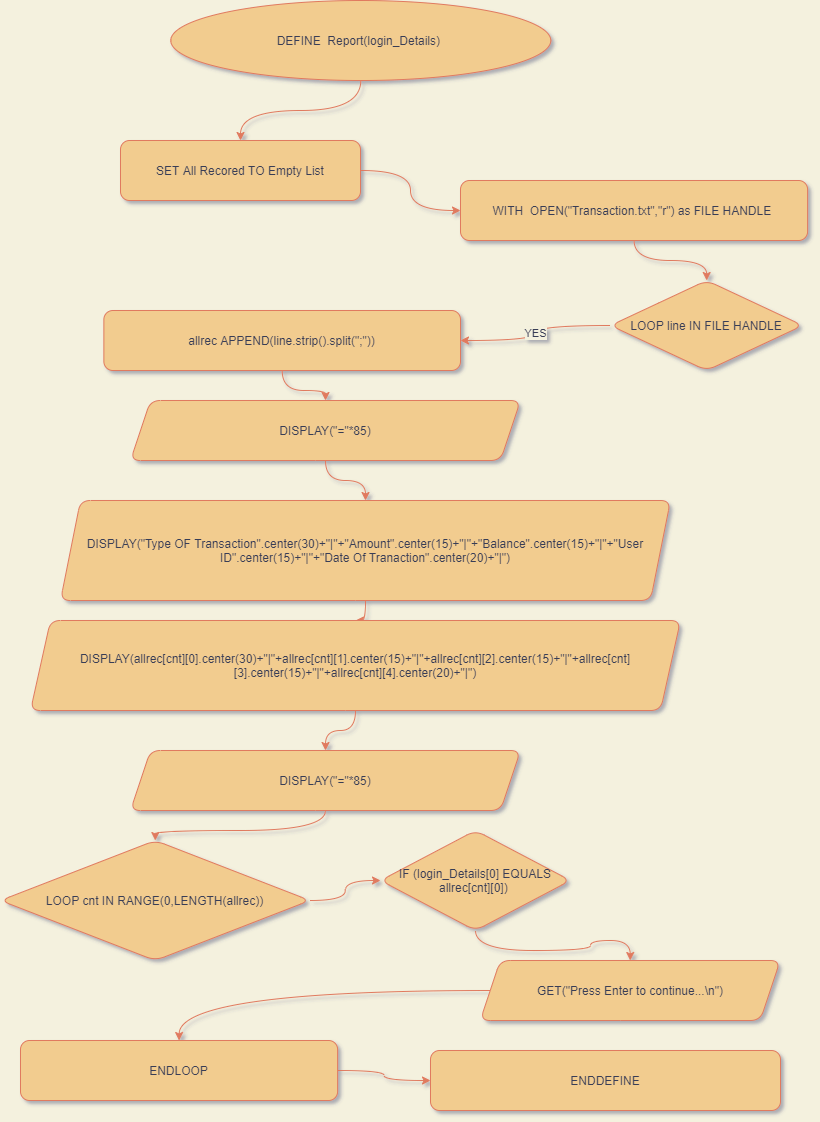 DEFINE  Report(login_Details)
SET All Recored TO Empty List
WITH  OPEN("Transaction.txt","r") as FILE HANDLE
LOOP line IN FILE HANDLE
YES
allrec APPEND(line.strip().split(";"))
DISPLAY("="*85)
DISPLAY("Type OF Transaction".center(30)+"|"+"Amount".center(15)+"|"+"Balance".center(15)+"|"+"User
ID".center(15)+"|"+"Date Of Tranaction".center(20)+"|")
DISPLAY(allrec[cnt][0].center(30)+"|"+allrec[cnt][1].center(15)+"|"+allrec[cnt][2].center(15)+"|"+allrec[cnt]
[3].center(15)+"|"+allrec[cnt][4].center(20)+"|")
DISPLAY("="*85)
LOOP cnt IN RANGE(0,LENGTH(allrec))
IF (login_Details[0] EQUALS
allrec[cnt][0])
GET("Press Enter to continue...\n")
ENDLOOP
ENDDEFINE